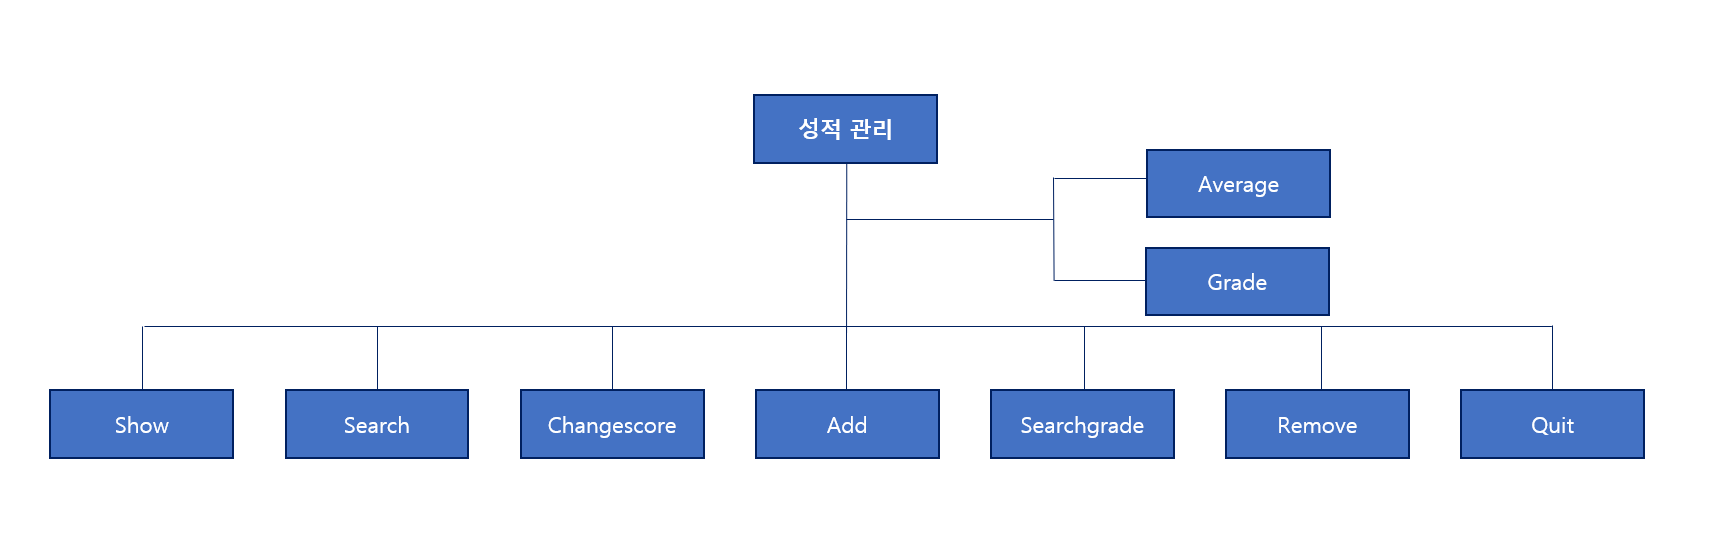 성적 관리
Average
Grade
Show
Search
Changescore
Add
Searchgrade
Remove
Quit